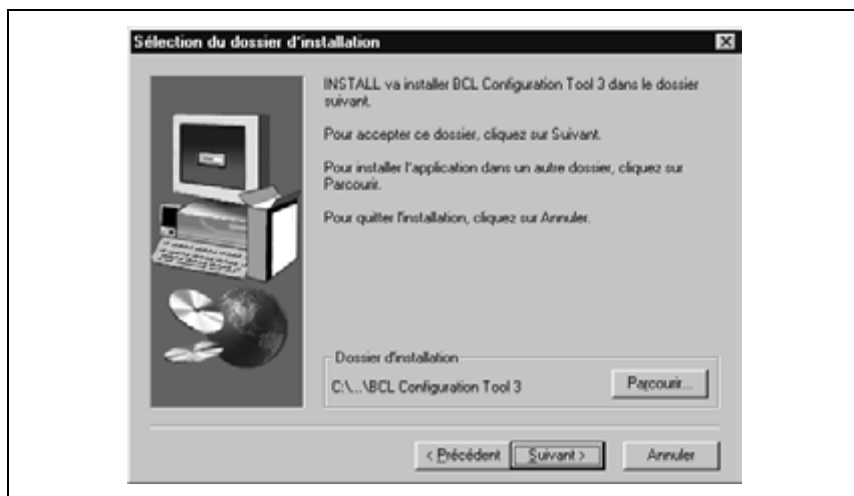 Sélection du dossier d'installation
INSTALL va installer BCL Configuration Tool 3 dans le dossier
suivant.
Pour accepter ce dossier, cliquez sur Suivant.
Pour installer l'application dans un autre dossier, cliquez sur
Parcourir.
Pour quitter l'installation, cliquez sur Annuler.
Dossier d'installation
C:\...\BCL Configuration Tool 3
Parcourir...
< Précédent
Suivant >
Annuler